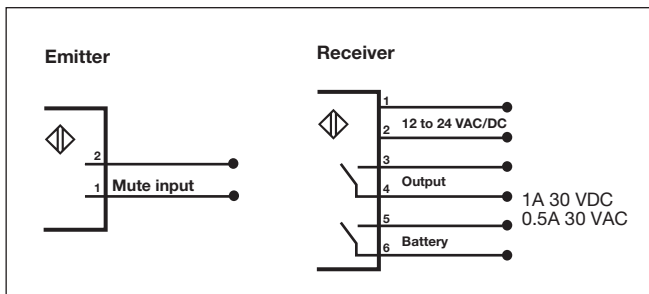 Emitter
2
1 Mute input
Receiver
1
12 to 24 VAC/DC
2
3
Output
4
1A 30 VDC
0.5A 30 VAC
5
Battery
6